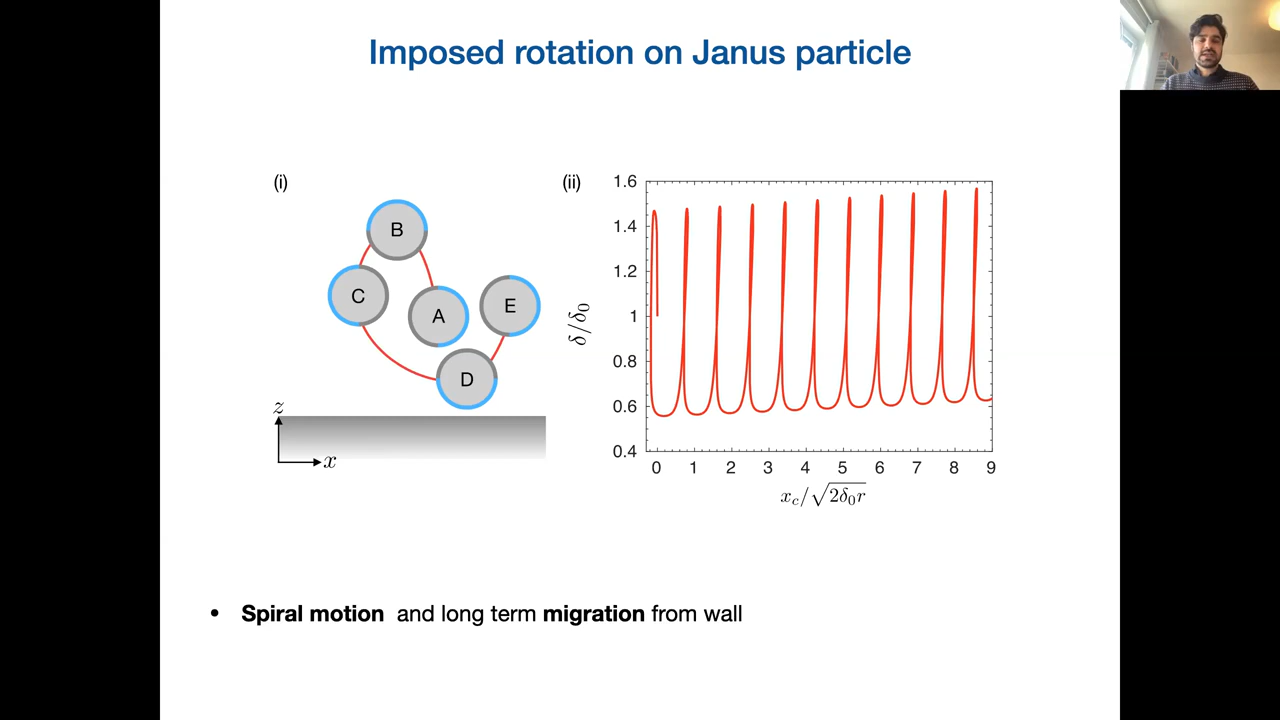 Imposed rotation on Janus particle
(i)
B
C
A
E
D
z
x
(ii)
1.6
1.4
1.2
1
0.8
0.6
0.4
δ/δ₀
0 1 2 3 4 5 6 7 8 9
x_c/√(2δ₀r)
• Spiral motion and long term migration from wall